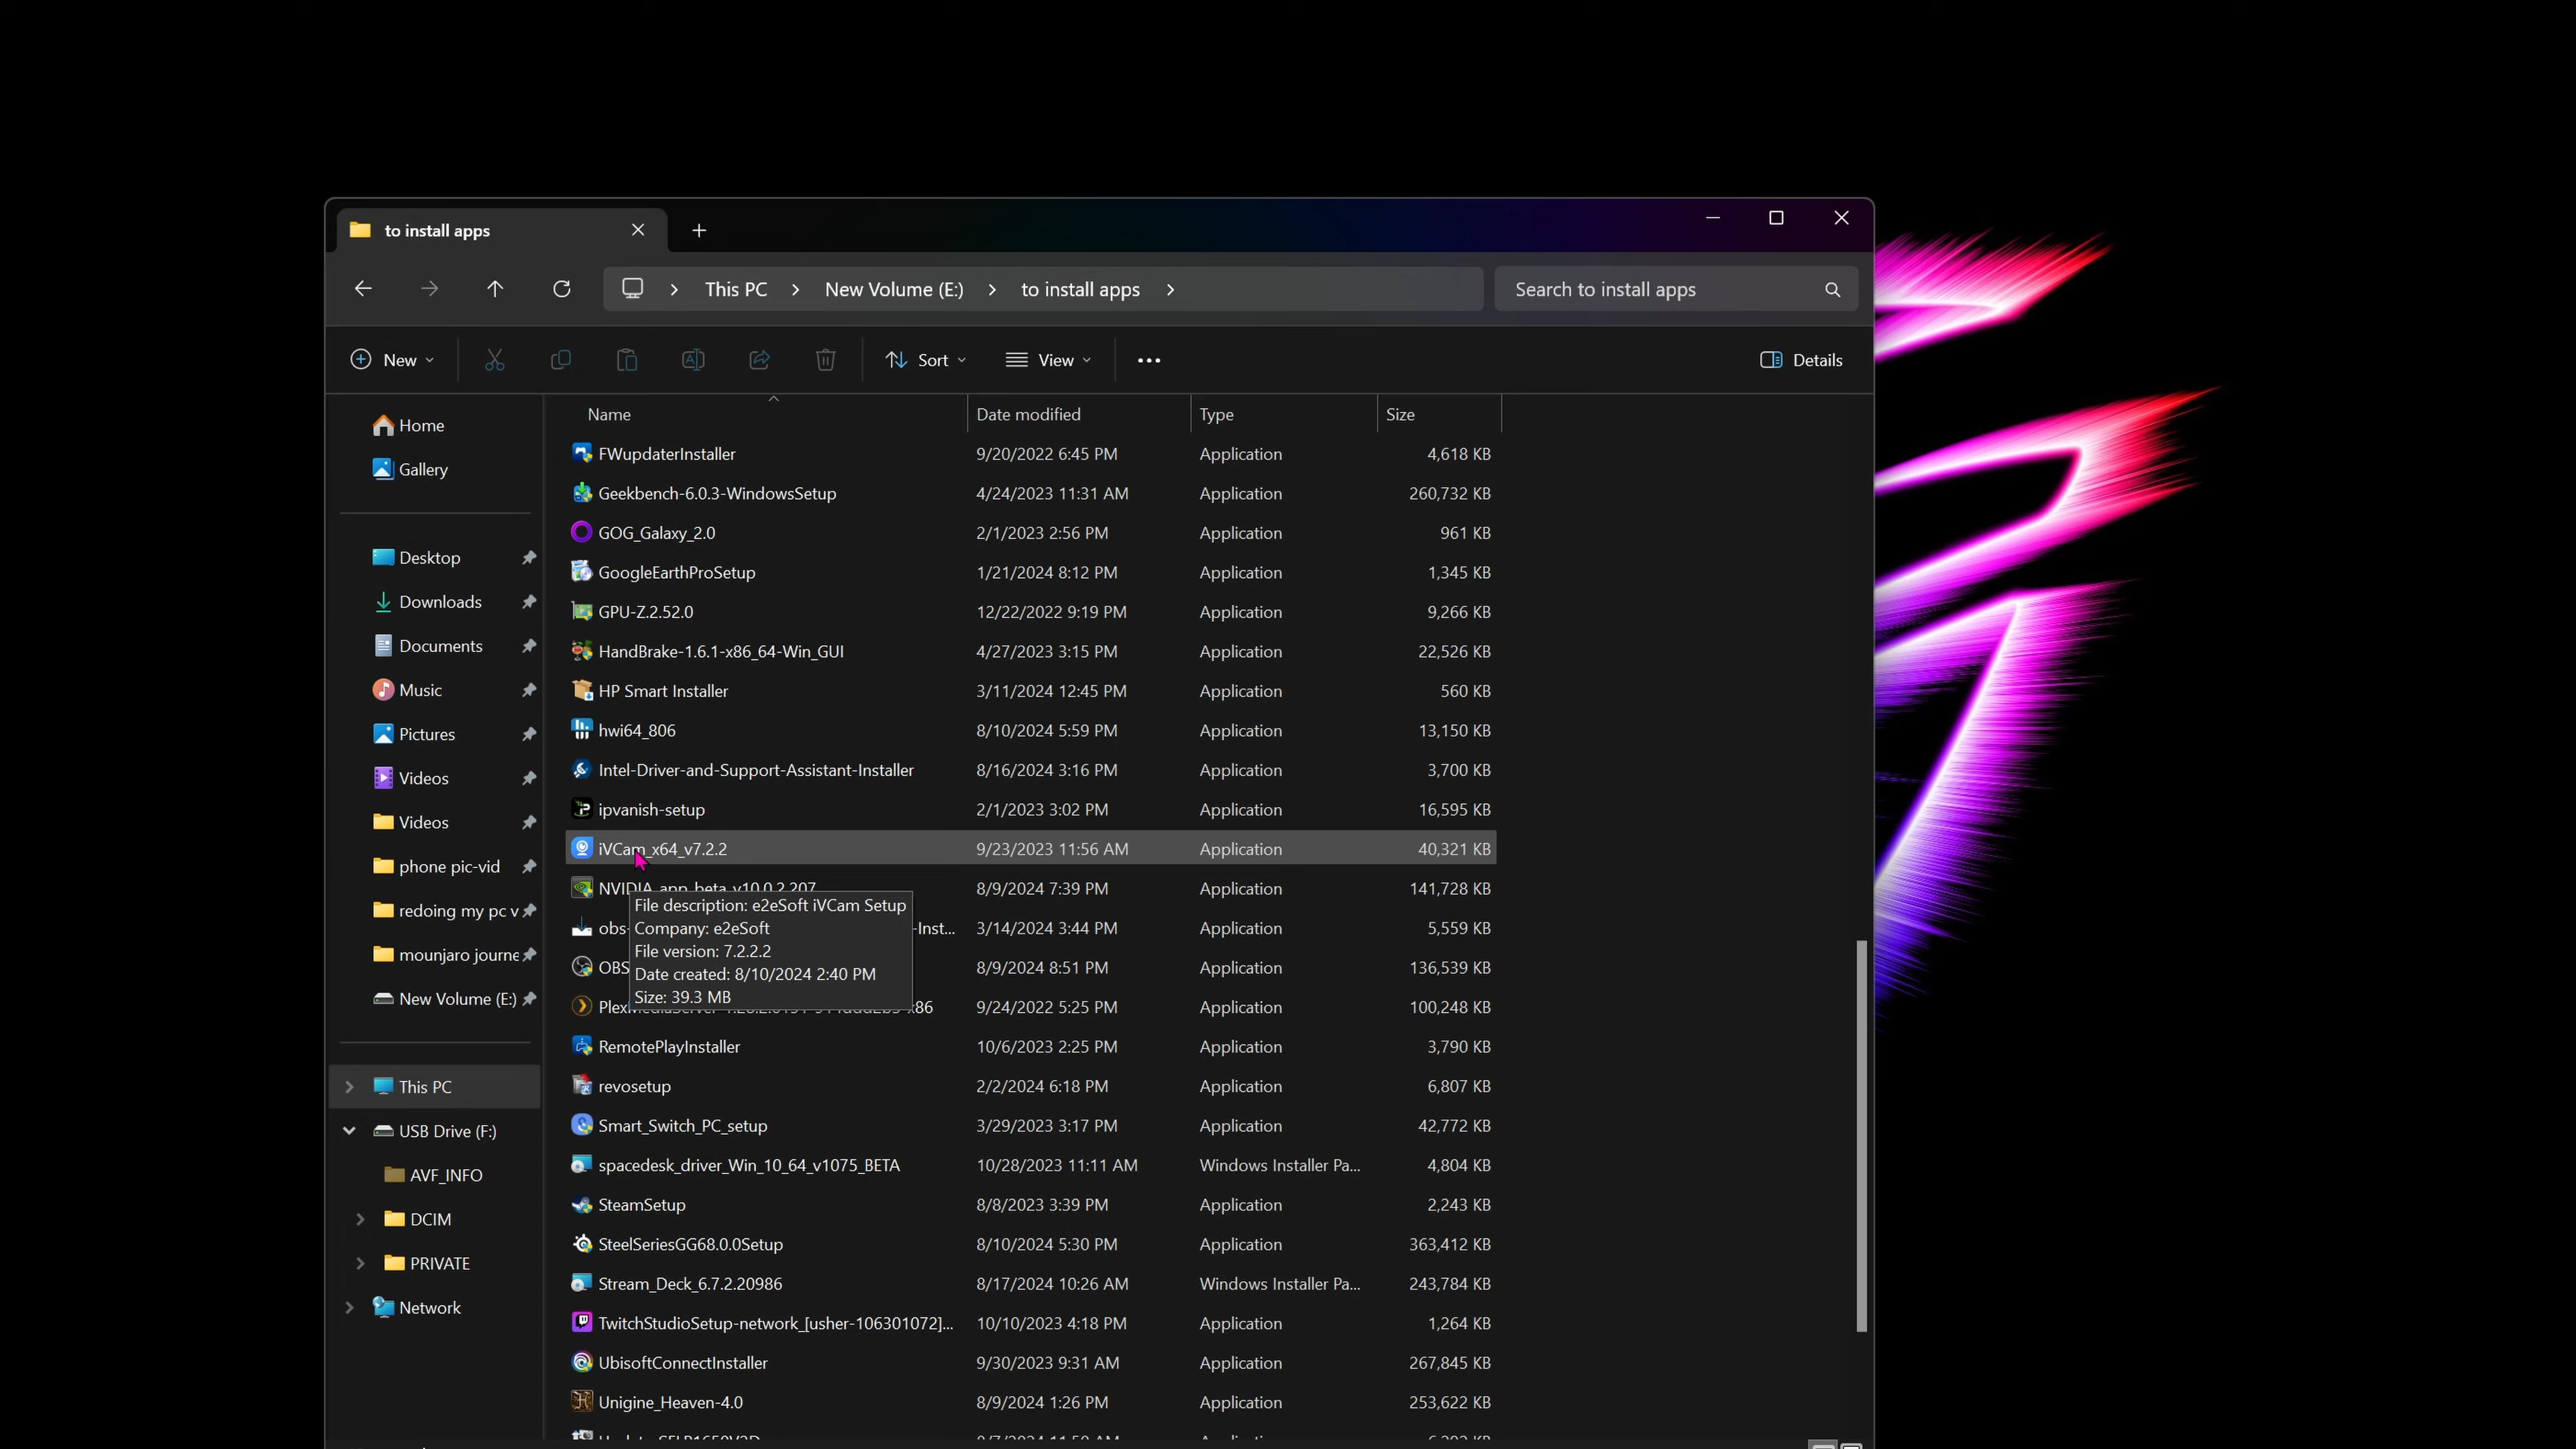 to install apps
This PC
New Volume (E:)
to install apps
Search to install apps
New
Sort
View
Details
Name
Date modified
Type
Size
Home
Gallery
Desktop
Downloads
Documents
Music
Pictures
Videos
Videos
phone pic-vid
redoing my pc v
mounjaro journe
New Volume (E:)
This PC
USB Drive (F:)
AVF_INFO
DCIM
PRIVATE
Network
FWupdaterInstaller 9/20/2022 6:45 PM Application 4,618 KB
Geekbench-6.0.3-WindowsSetup 4/24/2023 11:31 AM Application 260,732 KB
GOG_Galaxy_2.0 2/1/2023 2:56 PM Application 961 KB
GoogleEarthProSetup 1/21/2024 8:12 PM Application 1,345 KB
GPU-Z.2.52.0 12/22/2022 9:19 PM Application 9,266 KB
HandBrake-1.6.1-x86_64-Win_GUI 4/27/2023 3:15 PM Application 22,526 KB
HP Smart Installer 3/11/2024 12:45 PM Application 560 KB
hwi64_806 8/10/2024 5:59 PM Application 13,150 KB
Intel-Driver-and-Support-Assistant-Installer 8/16/2024 3:16 PM Application 3,700 KB
ipvanish-setup 2/1/2023 3:02 PM Application 16,595 KB
iVCam_x64_v7.2.2 9/23/2023 11:56 AM Application 40,321 KB
NVIDIA_app_beta_v10.0.2.207 8/9/2024 7:39 PM Application 141,728 KB
obs- -Inst... 3/14/2024 3:44 PM Application 5,559 KB
OBS 8/9/2024 8:51 PM Application 136,539 KB
x86 9/24/2022 5:25 PM Application 100,248 KB
File description: e2eSoft iVCam Setup
Company: e2eSoft
File version: 7.2.2.2
Date created: 8/10/2024 2:40 PM
Size: 39.3 MB
RemotePlayInstaller 10/6/2023 2:25 PM Application 3,790 KB
revosetup 2/2/2024 6:18 PM Application 6,807 KB
Smart_Switch_PC_setup 3/29/2023 3:17 PM Application 42,772 KB
spacedesk_driver_Win_10_64_v1075_BETA 10/28/2023 11:11 AM Windows Installer Pa... 4,804 KB
SteamSetup 8/8/2023 3:39 PM Application 2,243 KB
SteelSeriesGG68.0.0Setup 8/10/2024 5:30 PM Application 363,412 KB
Stream_Deck_6.7.2.20986 8/17/2024 10:26 AM Windows Installer Pa... 243,784 KB
TwitchStudioSetup-network_[usher-106301072]... 10/10/2023 4:18 PM Application 1,264 KB
UbisoftConnectInstaller 9/30/2023 9:31 AM Application 267,845 KB
Unigine_Heaven-4.0 8/9/2024 1:26 PM Application 253,622 KB